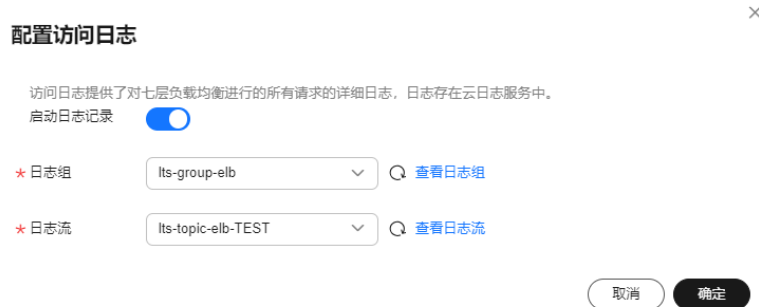 配置访问日志
访问日志提供了对七层负载均衡进行的所有请求的详细日志，日志存在云日志服务中。
启动日志记录
★ 日志组 lts-group-elb 查看日志组
★ 日志流 lts-topic-elb-TEST 查看日志流
取消 确定